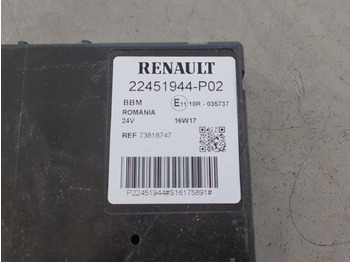 RENAULT
22451944-P02
BBM E11 10R - 035737
ROMANIA
24V 16W17
REF 73818747
P22451944#S16175891#